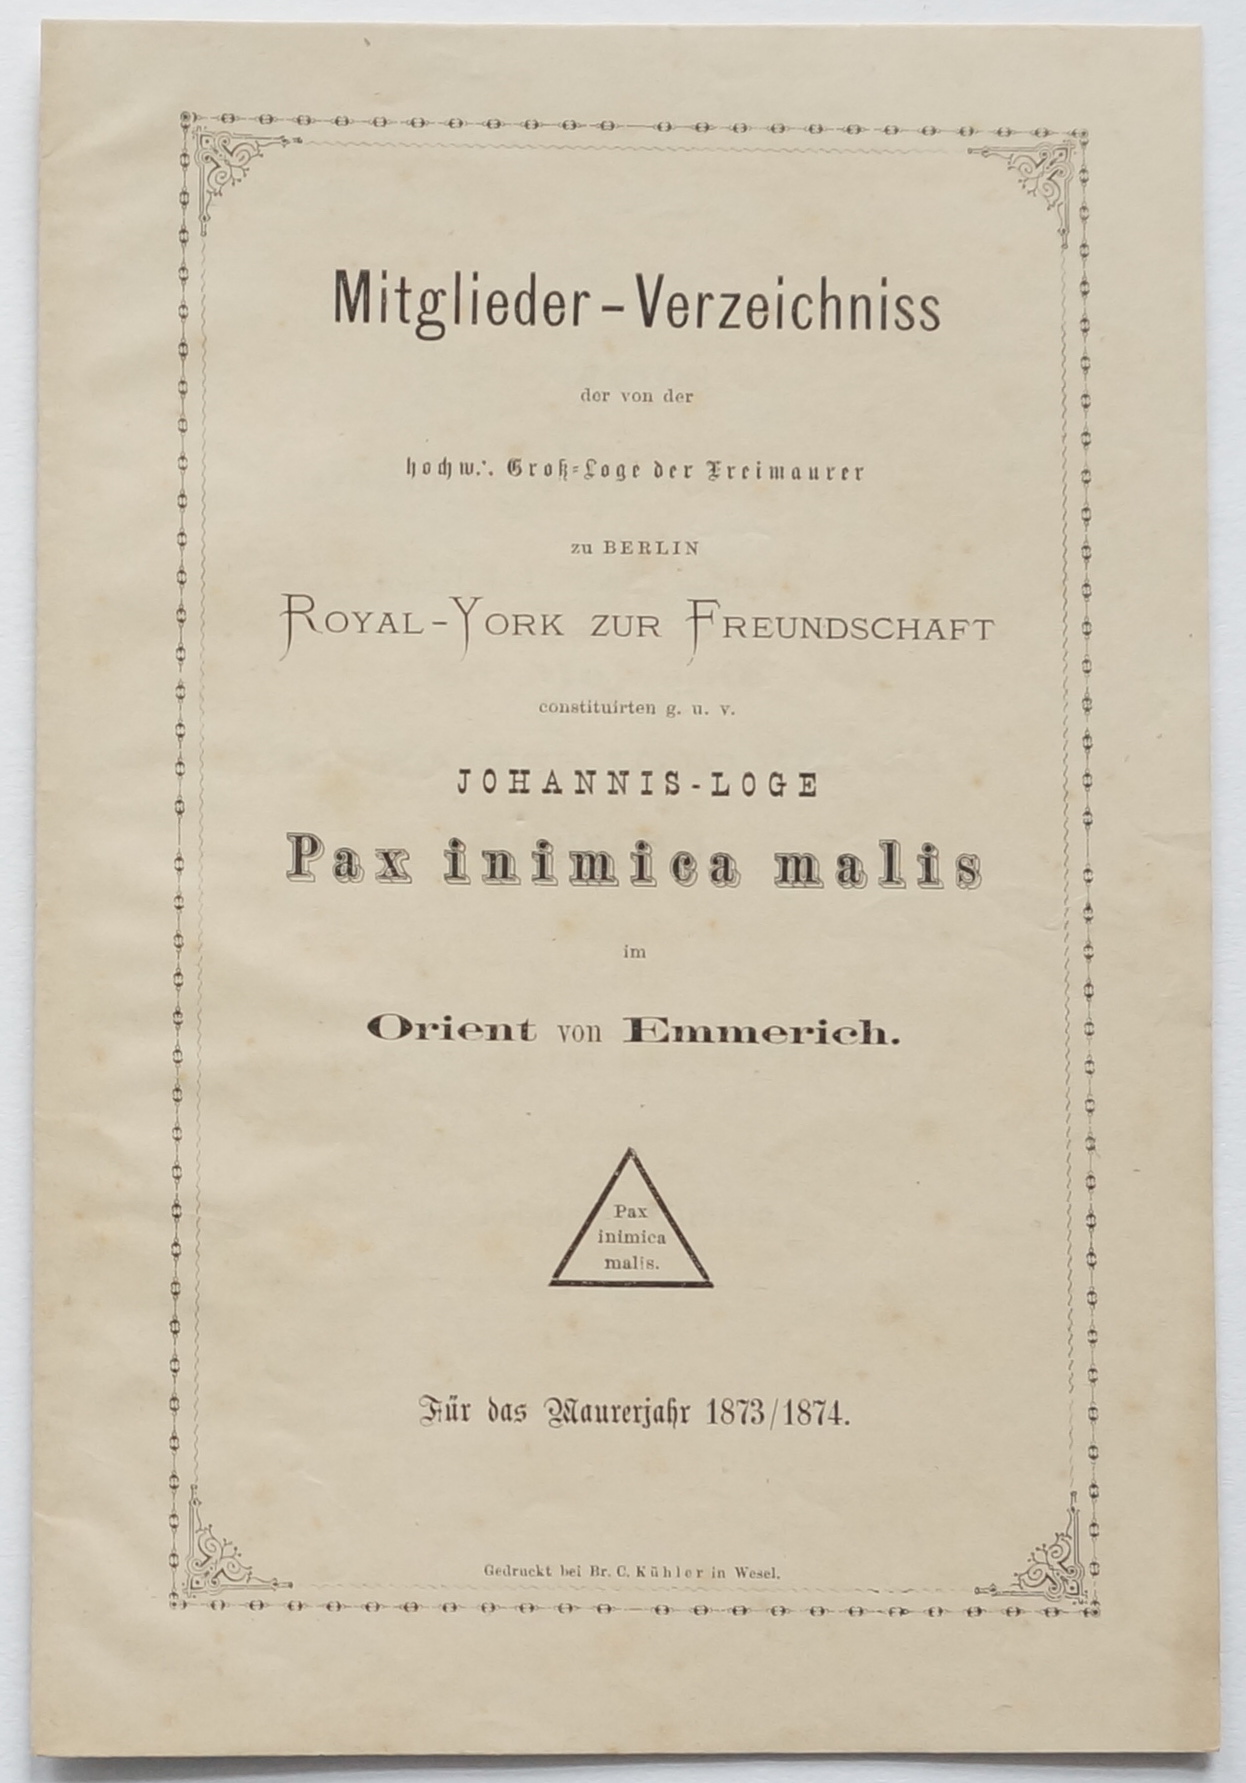 Mitglieder-Verzeichniss
der von der
hochw∴ Groß-Loge der Freimaurer
zu BERLIN
ROYAL-YORK ZUR FREUNDSCHAFT
constituirten g. u. v.
JOHANNIS-LOGE
Pax inimica malis
im
Orient von Emmerich.
Pax
inimica
malis.
Für das Maurerjahr 1873/1874.
Gedruckt bei Br. C. Kühler in Wesel.